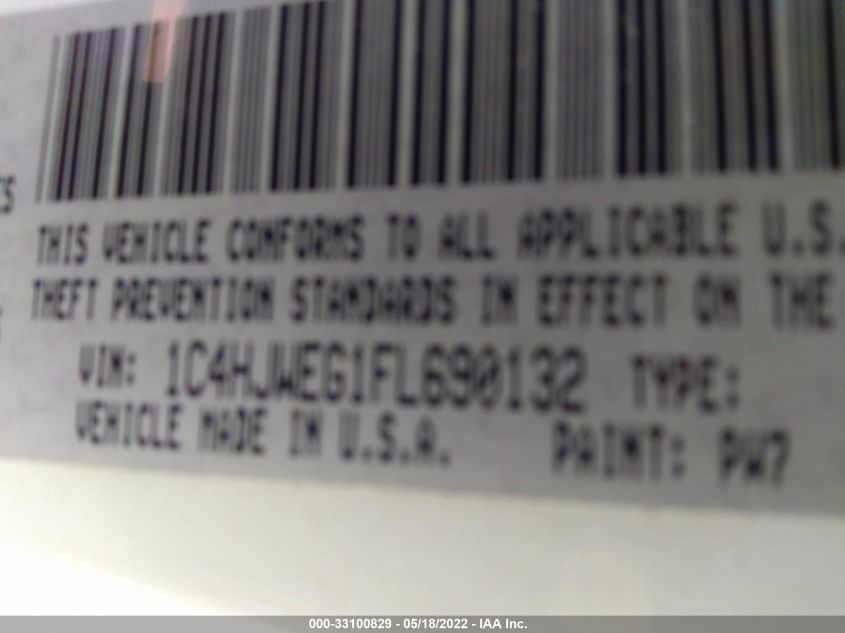 THIS VEHICLE CONFORMS TO ALL APPLICABLE U.S.
THEFT PREVENTION STANDARDS IN EFFECT ON THE
VIN: 1C4HJWEG1FL690132 TYPE:
VEHICLE MADE IN U.S.A. PAINT: PW7
000-33100829 - 05/18/2022 - IAA Inc.